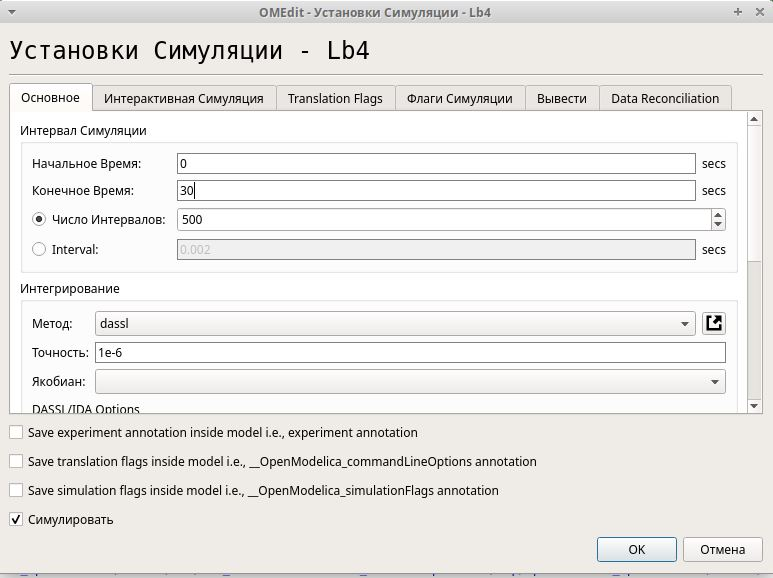 OMEdit - Установки Симуляции - Lb4
Установки Симуляции - Lb4
Основное Интерактивная Симуляция Translation Flags Флаги Симуляции Вывести Data Reconciliation
Интервал Симуляции
Начальное Время: 0 secs
Конечное Время: 30 secs
Число Интервалов: 500
Interval: 0.002 secs
Интегрирование
Метод: dassl
Точность: 1e-6
Якобиан:
DASSL/IDA Options
Save experiment annotation inside model i.e., experiment annotation
Save translation flags inside model i.e., __OpenModelica_commandLineOptions annotation
Save simulation flags inside model i.e., __OpenModelica_simulationFlags annotation
Симулировать
OK Отмена